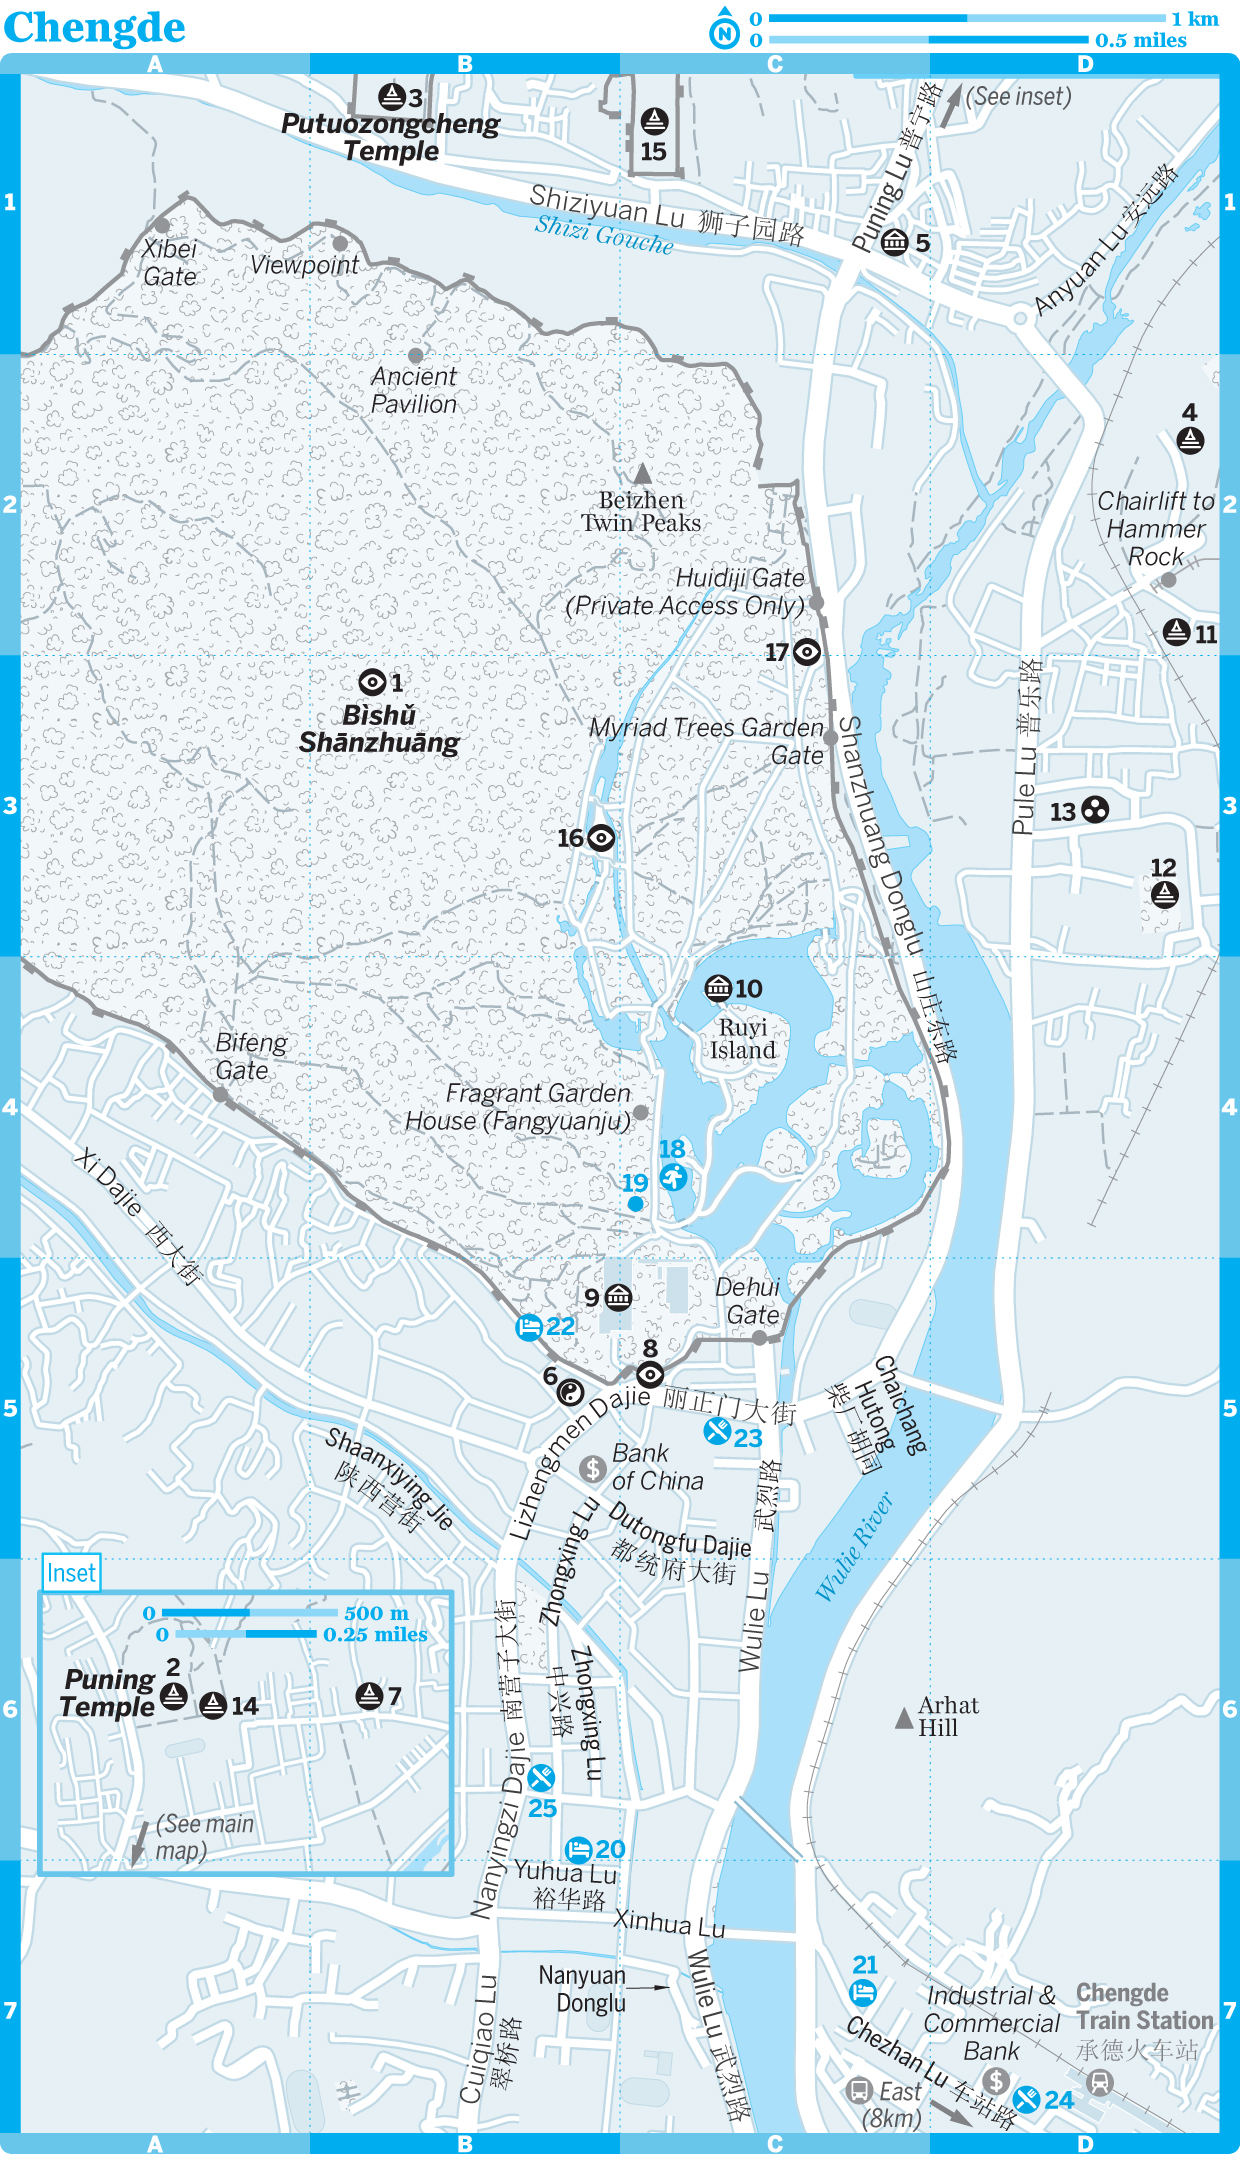 Chengde
0 1 km
N
0 0.5 miles
A B C D
3
Putuozongcheng
Temple
15
(See inset)
Puning Lu 普宁路
1 1
Shiziyuan Lu 狮子园路
Shizi Gouche
5
Anyuan Lu 安远路
Xibei
Gate
Viewpoint
Ancient
Pavilion
4
Beizhen
Twin Peaks
2 2
Chairlift to
Hammer
Rock
Huidiji Gate
(Private Access Only)
11
17
1
Bìshǔ
Shānzhuāng
Myriad Trees Garden
Gate
Shanzhuang Donglu 山庄东路
Pule Lu 普乐路
3 3
13
16
12
10
Ruyi
Island
Bifeng
Gate
Fragrant Garden
House (Fangyuanju)
4 4
18
19
Xi Dajie 西大街
9
Dehui
Gate
22
8
6
5 5
Lizhengmen Dajie 丽正门大街
Chaichang
Hutong
柴厂胡同
23
Bank
of China
$
Shaanxiying Jie
陕西营街
Dutongfu Dajie
都统府大街
Zhongxing Lu
Wulie Lu 武烈路
Wulie River
Inset
0 500 m
0 0.25 miles
Puning
Temple
2
14
7
(See main
map)
Nanyingzi Dajie 南营子大街
Zhongxing Lu
中兴路
6 6
Arhat
Hill
25
20
Yuhua Lu
裕华路
Xinhua Lu
Nanyuan
Donglu
Wulie Lu 武烈路
Cuiqiao Lu
翠桥路
7 7
21
Industrial &
Commercial
Bank
$
Chengde
Train Station
承德火车站
Chezhan Lu 车站路
East
(8km)
24
A B C D